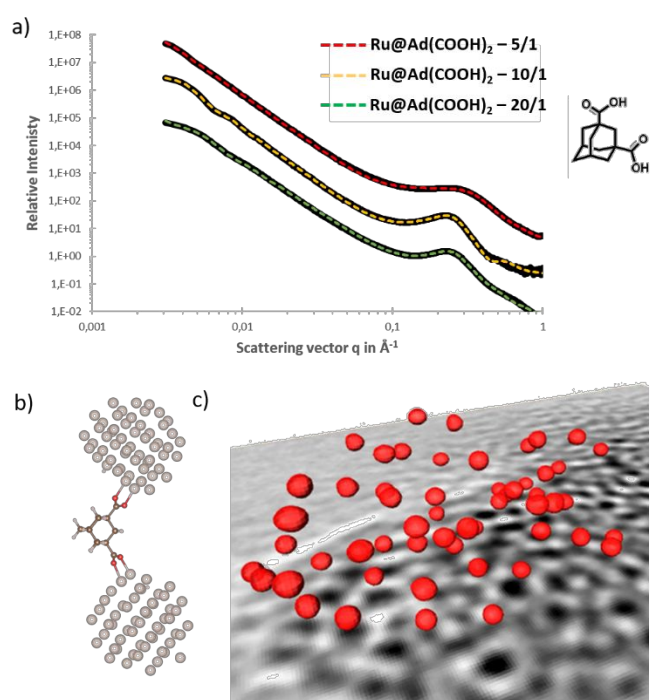 a)
1,E+08
1,E+07
1,E+06
1,E+05
1,E+04
1,E+03
1,E+02
1,E+01
1,E+00
1,E-01
1,E-02
Relative Intenisty
Ru@Ad(COOH)₂ – 5/1
Ru@Ad(COOH)₂ – 10/1
Ru@Ad(COOH)₂ – 20/1
0,001
0,01
0,1
1
Scattering vector q in Å⁻¹
O
OH
O
OH
b)
c)